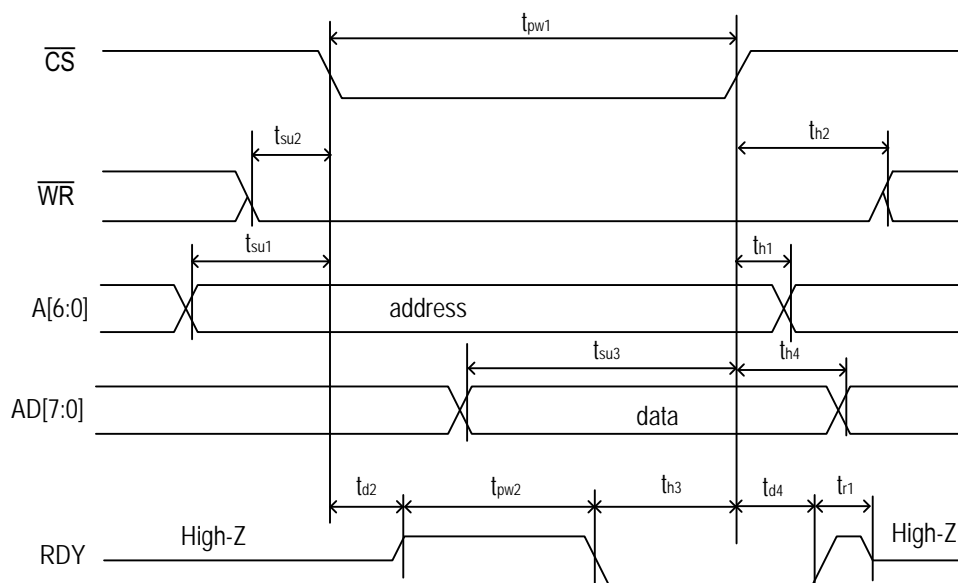 tpw1
CS
tsu2
th2
WR
tsu1
th1
A[6:0]
address
tsu3
th4
AD[7:0]
data
td2
tpw2
th3
td4
tr1
High-Z
High-Z
RDY